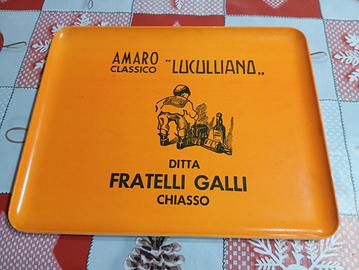 AMARO
CLASSICO „LUCULLIANO„
DITTA
FRATELLI GALLI
CHIASSO